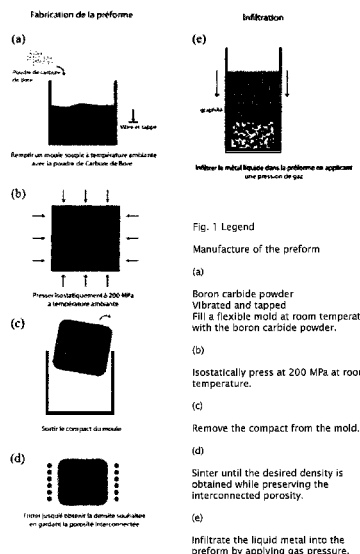 Fabrication de la préforme
(a)
Poudre de carbure
de Bore
Vibré et tappé
Remplir un moule souple à température ambiante
avec la poudre de Carbure de Bore
(b)
Presser isostatiquement à 200 MPa
à température ambiante
(c)
Sortir le compact du moule
(d)
Fritter jusqu'à obtenir la densité souhaitée
en gardant la porosité interconnectée
Infiltration
(e)
graphite
Infiltrer le métal liquide dans la préforme en applicant
une pression de gaz
Fig. 1 Legend
Manufacture of the preform
(a)
Boron carbide powder
Vibrated and tapped
Fill a flexible mold at room temperat
with the boron carbide powder.
(b)
Isostatically press at 200 MPa at room
temperature.
(c)
Remove the compact from the mold.
(d)
Sinter until the desired density is
obtained while preserving the
interconnected porosity.
(e)
Infiltrate the liquid metal into the
preform by applying gas pressure.